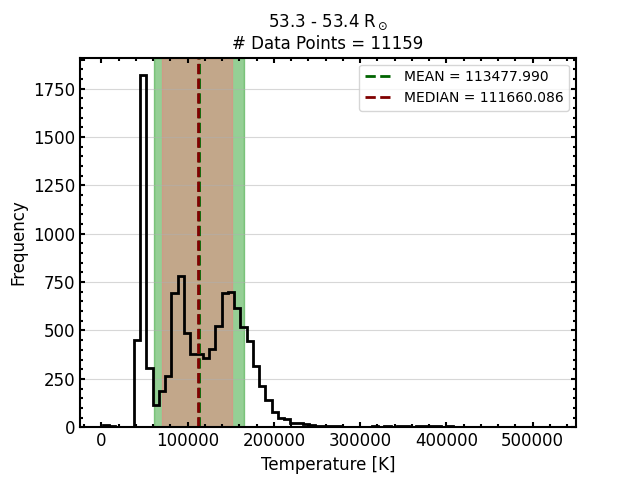 53.3 - 53.4 R⊙
# Data Points = 11159
MEAN = 113477.990
MEDIAN = 111660.086
Frequency
1750
1500
1250
1000
750
500
250
0
0 100000 200000 300000 400000 500000
Temperature [K]